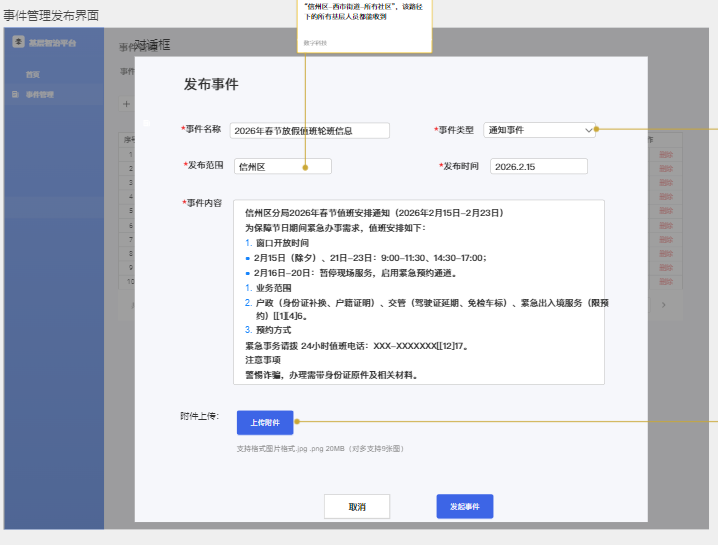 事件管理发布界面
“信州区-西市街道-所有社区”，该路径
下的所有基层人员都能收到
数字科技
基层智治平台
首页
事件管理
事件
对话框
事件
+
序号
作
1
2
3
4
5
6
7
8
9
10
删除
删除
删除
删除
删除
删除
删除
删除
删除
删除
发布事件
*事件名称
2026年春节放假值班轮班信息
*事件类型
通知事件
*发布范围
信州区
*发布时间
2026.2.15
*事件内容
信州区分局2026年春节值班安排通知（2026年2月15日-2月23日）
为保障节日期间紧急办事需求，值班安排如下：
1. 窗口开放时间
▪ 2月15日（除夕）、21日-23日：9:00-11:30、14:30-17:00；
▪ 2月16日-20日：暂停现场服务，启用紧急预约通道。
1. 业务范围
2. 户政（身份证补换、户籍证明）、交管（驾驶证延期、免检车标）、紧急出入境服务（限预
约）[[1][4]6。
3. 预约方式
紧急事务请拨 24小时值班电话：XXX-XXXXXXX[[12]17。
注意事项
警惕诈骗，办理需带身份证原件及相关材料。
附件上传：
上传附件
支持格式图片格式.jpg .png 20MB（对多支持9张图）
取消
发起事件